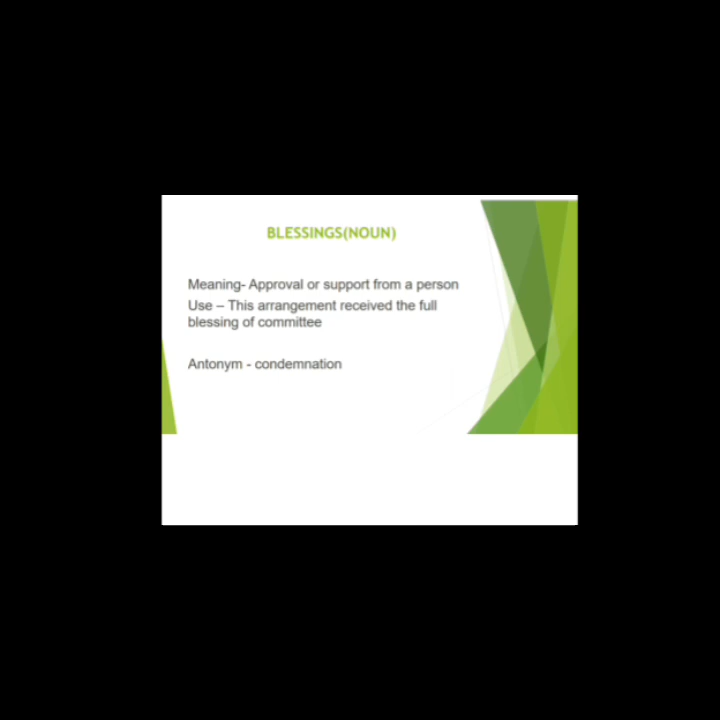 BLESSINGS(NOUN)
Meaning- Approval or support from a person
Use – This arrangement received the full
blessing of committee
Antonym - condemnation